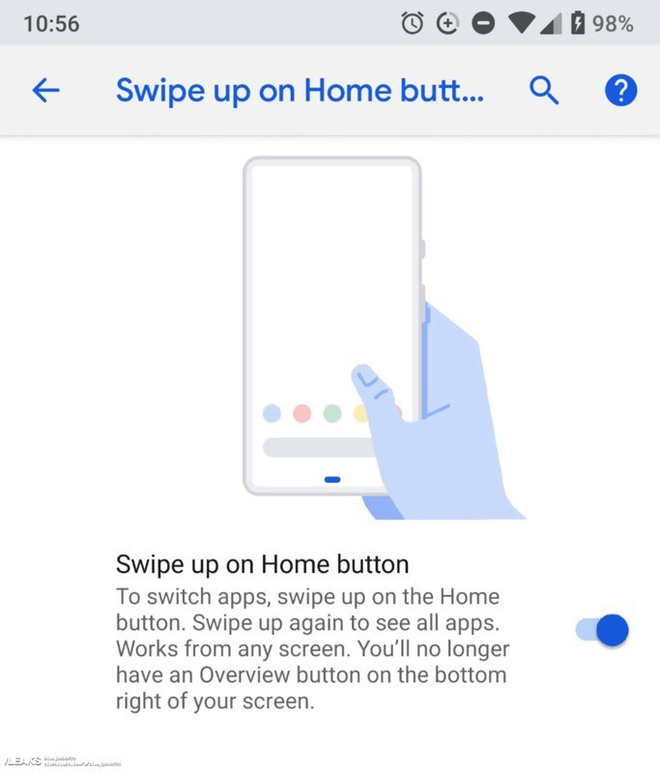 10:56
98%
Swipe up on Home butt...
Swipe up on Home button
To switch apps, swipe up on the Home
button. Swipe up again to see all apps.
Works from any screen. You'll no longer
have an Overview button on the bottom
right of your screen.
/LEAKS